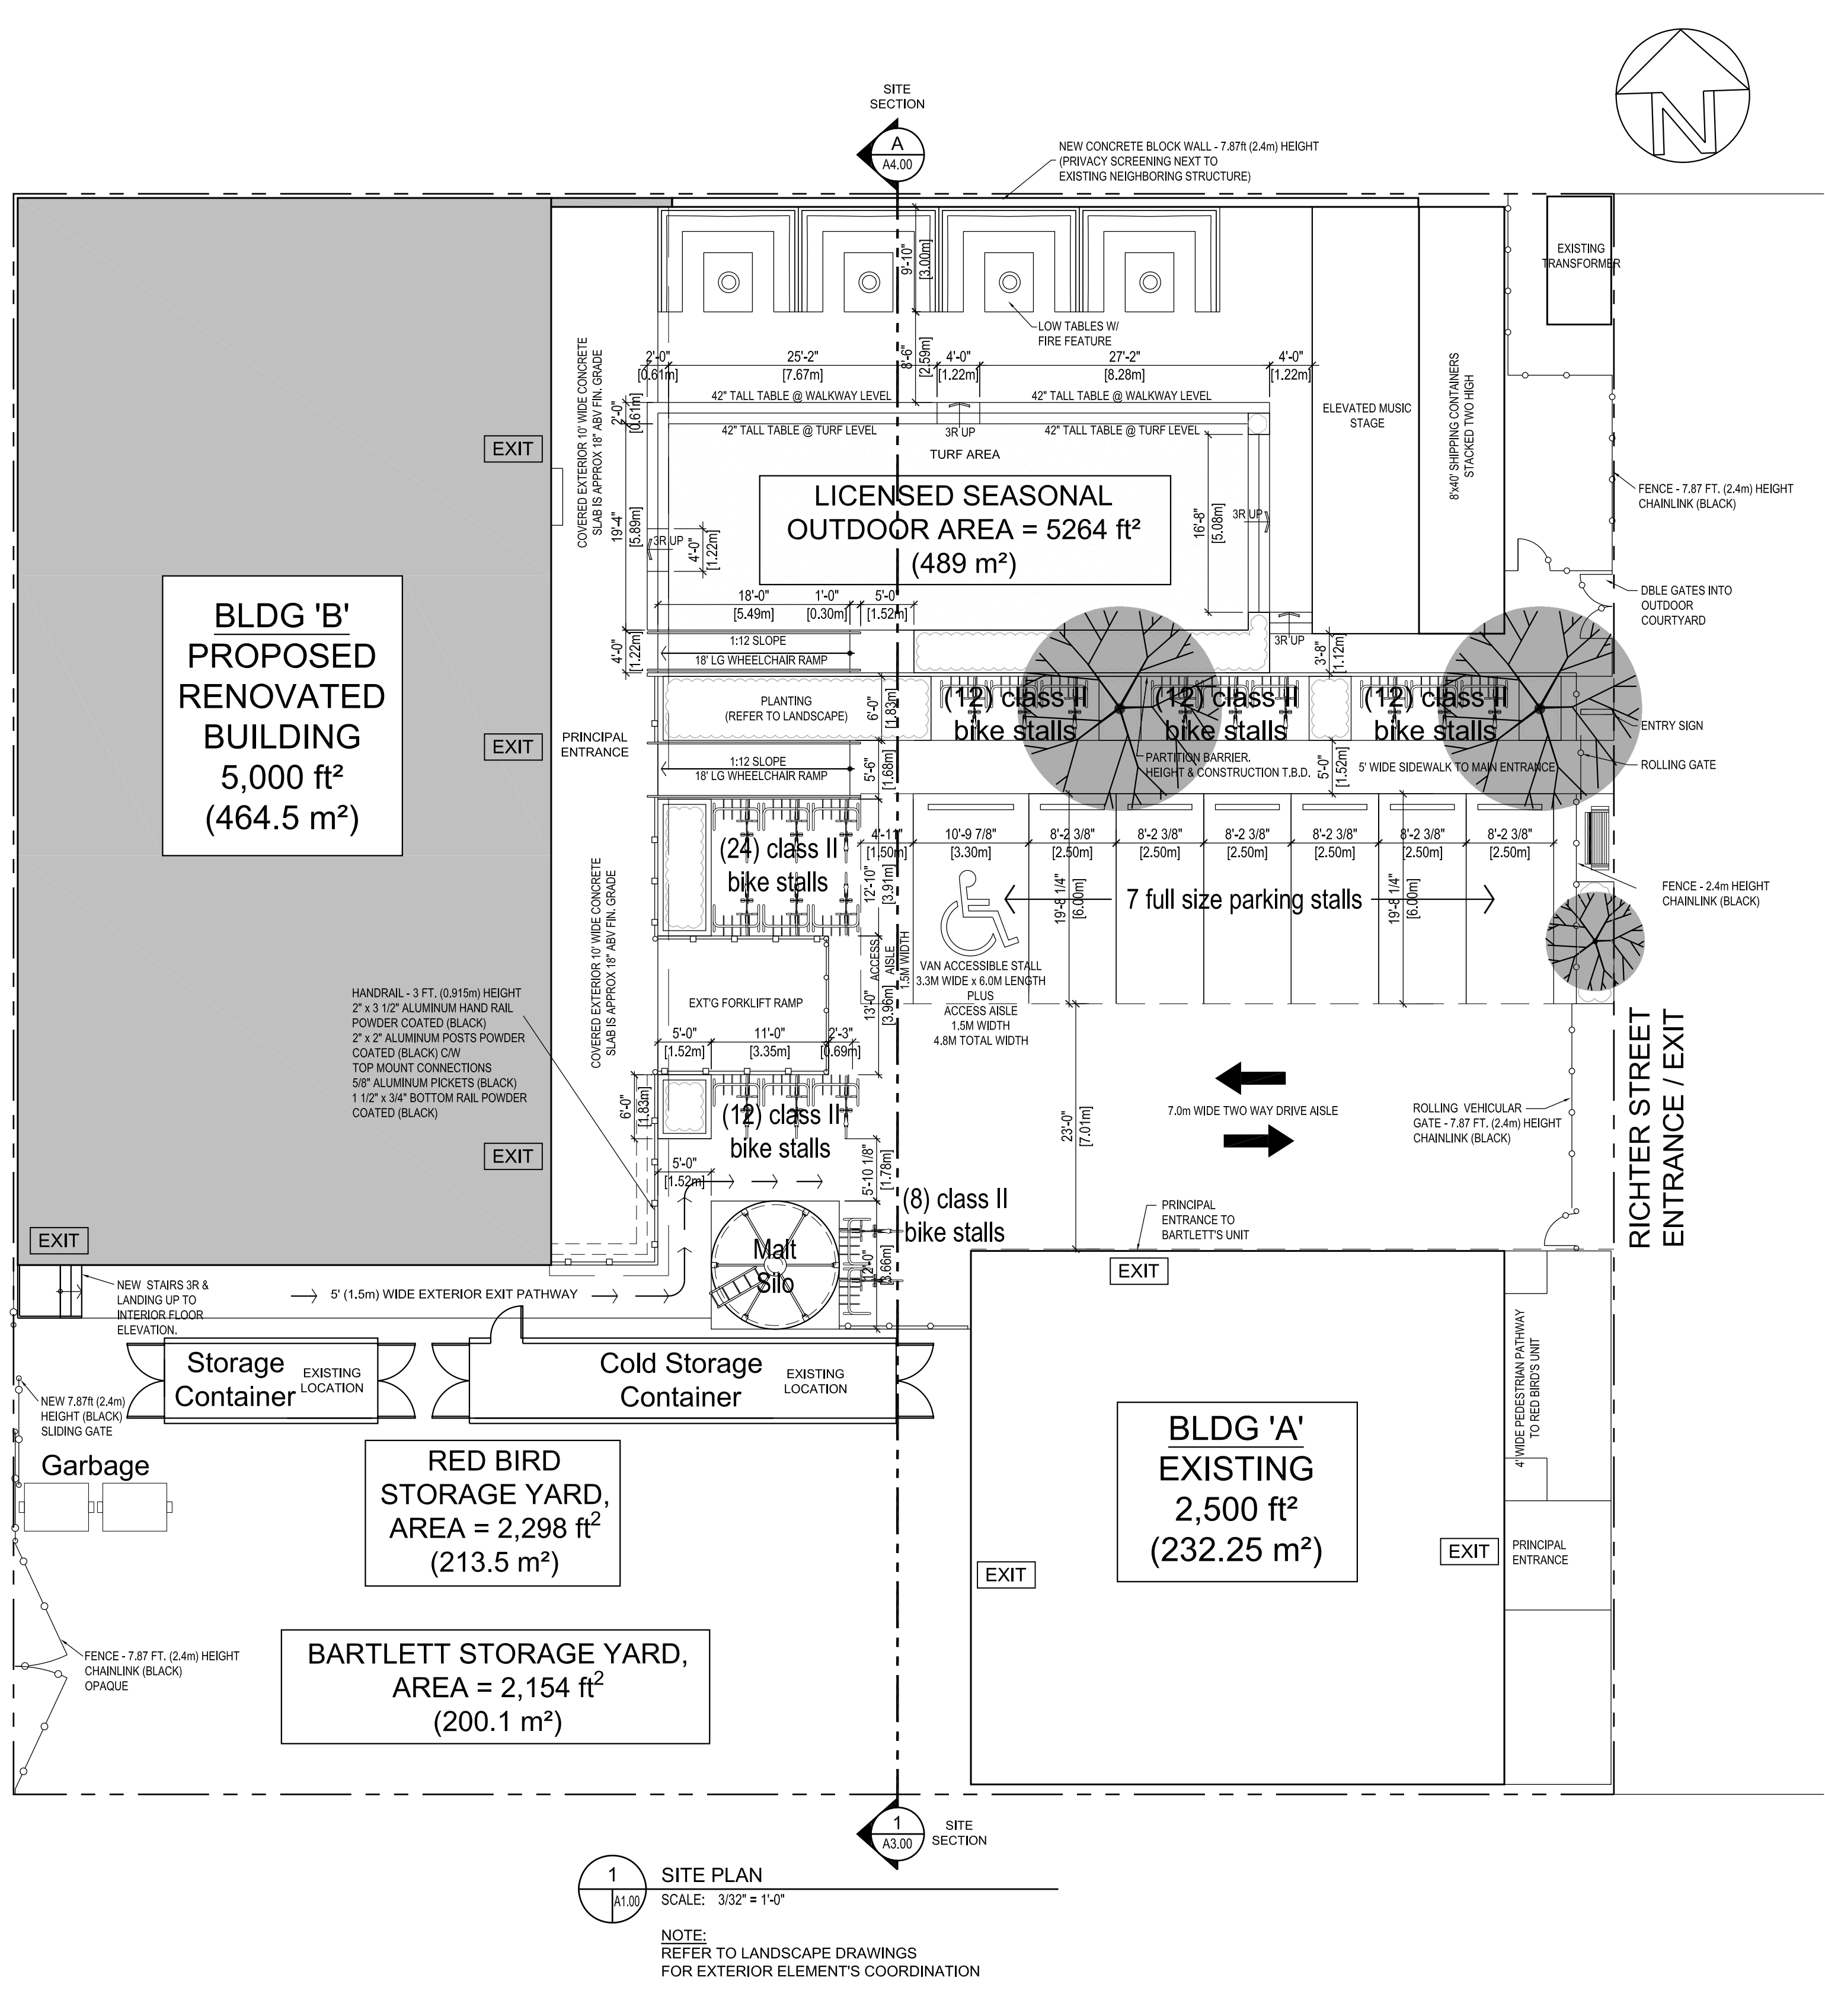 SITE
SECTION
A
A4.00
N
NEW CONCRETE BLOCK WALL - 7.87ft (2.4m) HEIGHT
(PRIVACY SCREENING NEXT TO
EXISTING NEIGHBORING STRUCTURE)
EXISTING
TRANSFORMER
9'-10"
[3.00m]
LOW TABLES W/
FIRE FEATURE
8'-6"
[2.59m]
2'-0"
[0.61m]
25'-2"
[7.67m]
4'-0"
[1.22m]
27'-2"
[8.28m]
4'-0"
[1.22m]
42" TALL TABLE @ WALKWAY LEVEL
42" TALL TABLE @ WALKWAY LEVEL
2'-0"
[0.61m]
42" TALL TABLE @ TURF LEVEL
3R UP
42" TALL TABLE @ TURF LEVEL
TURF AREA
COVERED EXTERIOR 10' WIDE CONCRETE
SLAB IS APPROX 18" ABV FIN. GRADE
ELEVATED MUSIC
STAGE
8'x40' SHIPPING CONTAINERS
STACKED TWO HIGH
EXIT
LICENSED SEASONAL
OUTDOOR AREA = 5264 ft²
(489 m²)
19'-4"
[5.89m]
3R UP
4'-0"
[1.22m]
16'-8"
[5.08m]
3R UP
FENCE - 7.87 FT. (2.4m) HEIGHT
CHAINLINK (BLACK)
DBLE GATES INTO
OUTDOOR
COURTYARD
18'-0"
[5.49m]
1'-0"
[0.30m]
5'-0"
[1.52m]
BLDG 'B'
PROPOSED
RENOVATED
BUILDING
5,000 ft²
(464.5 m²)
4'-0"
[1.22m]
1:12 SLOPE
18' LG WHEELCHAIR RAMP
3R UP
3'-8"
[1.12m]
PLANTING
(REFER TO LANDSCAPE)
6'-0"
[1.83m]
(12) class II
bike stalls
(12) class II
bike stalls
(12) class II
bike stalls
ENTRY SIGN
EXIT
PRINCIPAL
ENTRANCE
1:12 SLOPE
18' LG WHEELCHAIR RAMP
5'-6"
[1.68m]
PARTITION BARRIER.
HEIGHT & CONSTRUCTION T.B.D.
5'-0"
[1.52m]
5' WIDE SIDEWALK TO MAIN ENTRANCE
ROLLING GATE
(24) class II
bike stalls
4'-11"
[1.50m]
10'-9 7/8"
[3.30m]
8'-2 3/8"
[2.50m]
8'-2 3/8"
[2.50m]
8'-2 3/8"
[2.50m]
8'-2 3/8"
[2.50m]
8'-2 3/8"
[2.50m]
8'-2 3/8"
[2.50m]
12'-10"
[3.91m]
19'-8 1/4"
[6.00m]
7 full size parking stalls
19'-8 1/4"
[6.00m]
FENCE - 2.4m HEIGHT
CHAINLINK (BLACK)
COVERED EXTERIOR 10' WIDE CONCRETE
SLAB IS APPROX 18" ABV FIN. GRADE
ACCESS
AISLE
1.5M WIDTH
VAN ACCESSIBLE STALL
3.3M WIDE x 6.0M LENGTH
PLUS
ACCESS AISLE
1.5M WIDTH
4.8M TOTAL WIDTH
HANDRAIL - 3 FT. (0.915m) HEIGHT
2" x 3 1/2" ALUMINUM HAND RAIL
POWDER COATED (BLACK)
2" x 2" ALUMINUM POSTS POWDER
COATED (BLACK) C/W
TOP MOUNT CONNECTIONS
5/8" ALUMINUM PICKETS (BLACK)
1 1/2" x 3/4" BOTTOM RAIL POWDER
COATED (BLACK)
EXT'G FORKLIFT RAMP
13'-0"
[3.96m]
5'-0"
[1.52m]
11'-0"
[3.35m]
2'-3"
[0.69m]
6'-0"
[1.83m]
(12) class II
bike stalls
23'-0"
[7.01m]
7.0m WIDE TWO WAY DRIVE AISLE
ROLLING VEHICULAR
GATE - 7.87 FT. (2.4m) HEIGHT
CHAINLINK (BLACK)
RICHTER STREET
ENTRANCE / EXIT
EXIT
5'-0"
[1.52m]
5'-10 1/8"
[1.78m]
(8) class II
bike stalls
PRINCIPAL
ENTRANCE TO
BARTLETT'S UNIT
EXIT
Malt
Silo
12'-0"
[3.66m]
EXIT
NEW STAIRS 3R &
LANDING UP TO
INTERIOR FLOOR
ELEVATION.
5' (1.5m) WIDE EXTERIOR EXIT PATHWAY
Storage
Container
EXISTING
LOCATION
Cold Storage
Container
EXISTING
LOCATION
4' WIDE PEDESTRIAN PATHWAY
TO RED BIRD'S UNIT
NEW 7.87ft (2.4m)
HEIGHT (BLACK)
SLIDING GATE
Garbage
RED BIRD
STORAGE YARD,
AREA = 2,298 ft2
(213.5 m²)
BLDG 'A'
EXISTING
2,500 ft²
(232.25 m²)
EXIT
EXIT
PRINCIPAL
ENTRANCE
FENCE - 7.87 FT. (2.4m) HEIGHT
CHAINLINK (BLACK)
OPAQUE
BARTLETT STORAGE YARD,
AREA = 2,154 ft2
(200.1 m²)
1
A3.00
SITE
SECTION
1
A1.00
SITE PLAN
SCALE: 3/32" = 1'-0"
NOTE:
REFER TO LANDSCAPE DRAWINGS
FOR EXTERIOR ELEMENT'S COORDINATION